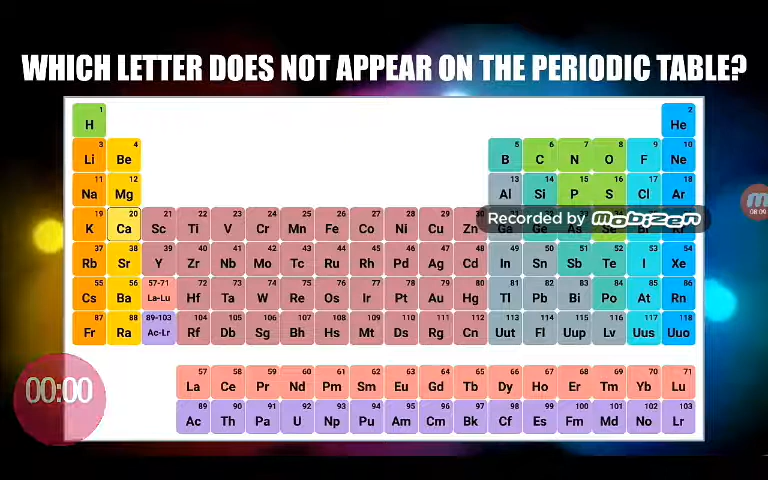 WHICH LETTER DOES NOT APPEAR ON THE PERIODIC TABLE?
1 2
H He
3 4 5 6 7 8 9 10
Li Be B C N O F Ne
11 12 13 14 15 16 17 18
Na Mg Al Si P S Cl Ar
19 20 21 22 23 24 25 26 27 28 29 30
K Ca Sc Ti V Cr Mn Fe Co Ni Cu Zn
Recorded by Mobizen
08:09
37 38 39 40 41 42 43 44 45 46 47 48 49 50 51 52 53 54
Rb Sr Y Zr Nb Mo Tc Ru Rh Pd Ag Cd In Sn Sb Te I Xe
55 56 57-71 72 73 74 75 76 77 78 79 80 81 82 83 84 85 86
Cs Ba La-Lu Hf Ta W Re Os Ir Pt Au Hg Tl Pb Bi Po At Rn
87 88 89-103 104 105 106 107 108 109 110 111 112 113 114 115 116 117 118
Fr Ra Ac-Lr Rf Db Sg Bh Hs Mt Ds Rg Cn Uut Fl Uup Lv Uus Uuo
00:00
57 58 59 60 61 62 63 64 65 66 67 68 69 70 71
La Ce Pr Nd Pm Sm Eu Gd Tb Dy Ho Er Tm Yb Lu
89 90 91 92 93 94 95 96 97 98 99 100 101 102 103
Ac Th Pa U Np Pu Am Cm Bk Cf Es Fm Md No Lr